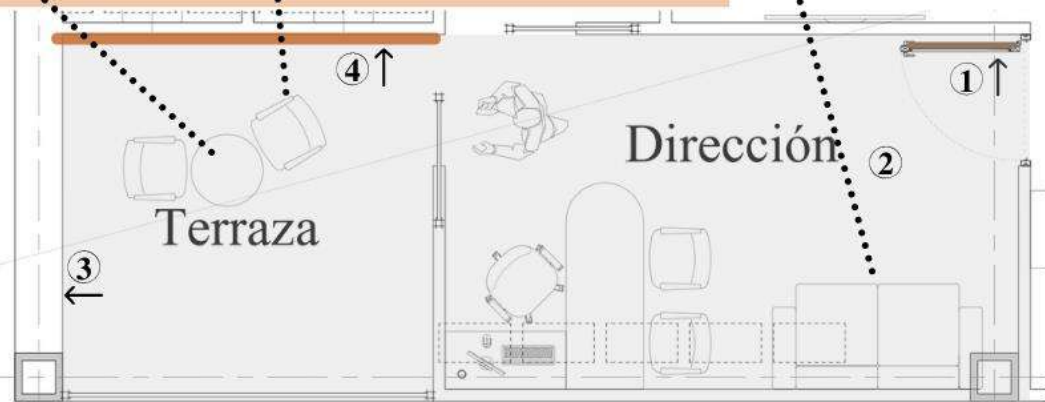 ④
①
Dirección
②
Terraza
③